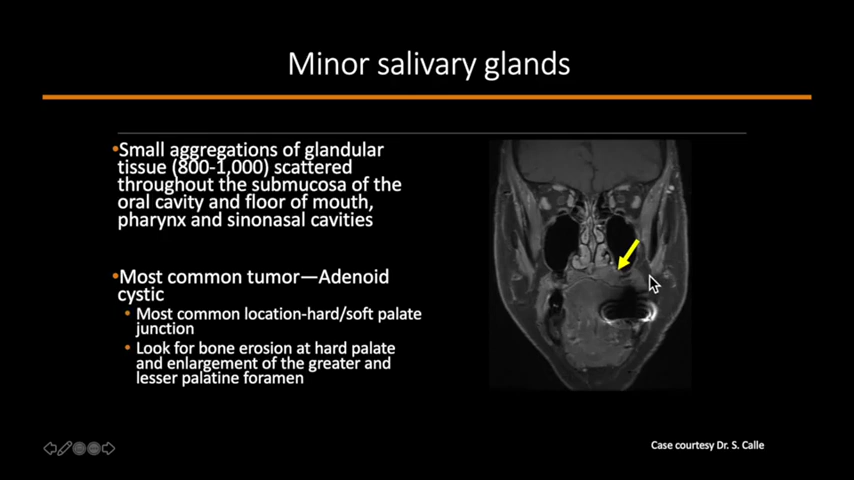 Minor salivary glands
•Small aggregations of glandular
tissue (800-1,000) scattered
throughout the submucosa of the
oral cavity and floor of mouth,
pharynx and sinonasal cavities
•Most common tumor—Adenoid
cystic
• Most common location-hard/soft palate
junction
• Look for bone erosion at hard palate
and enlargement of the greater and
lesser palatine foramen
Case courtesy Dr. S. Calle